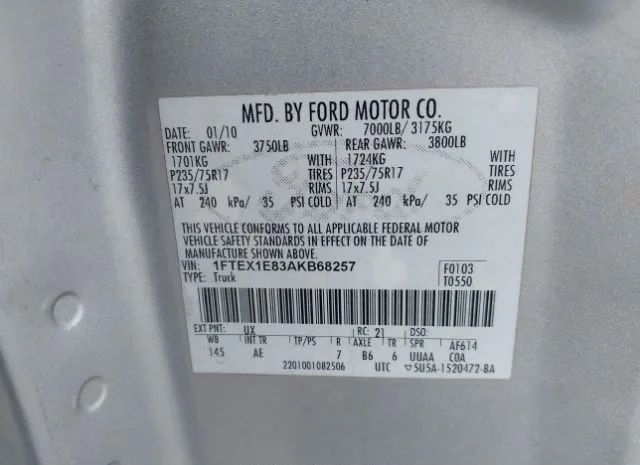 MFD. BY FORD MOTOR CO.
DATE: 01/10 GVWR: 7000LB/ 3175KG
FRONT GAWR: 3750LB REAR GAWR: 3800LB
1701KG WITH 1724KG WITH
P235/75R17 TIRES P235/75R17 TIRES
17x7.5J RIMS 17x7.5J RIMS
AT 240 kPa/ 35 PSI COLD AT 240 kPa/ 35 PSI COLD
THIS VEHICLE CONFORMS TO ALL APPLICABLE FEDERAL MOTOR
VEHICLE SAFETY STANDARDS IN EFFECT ON THE DATE OF
MANUFACTURE SHOWN ABOVE.
VIN: 1FTEX1E83AKB68257 F0103
TYPE: Truck T0550
EXT PNT: UX RC: 21 DSO:
WB INT TR TP/PS R AXLE TR SPR AF614
145 AE 7 B6 6 UUAA COA
2201001082506 UTC ▽5U5A-1520472-BA
Ford